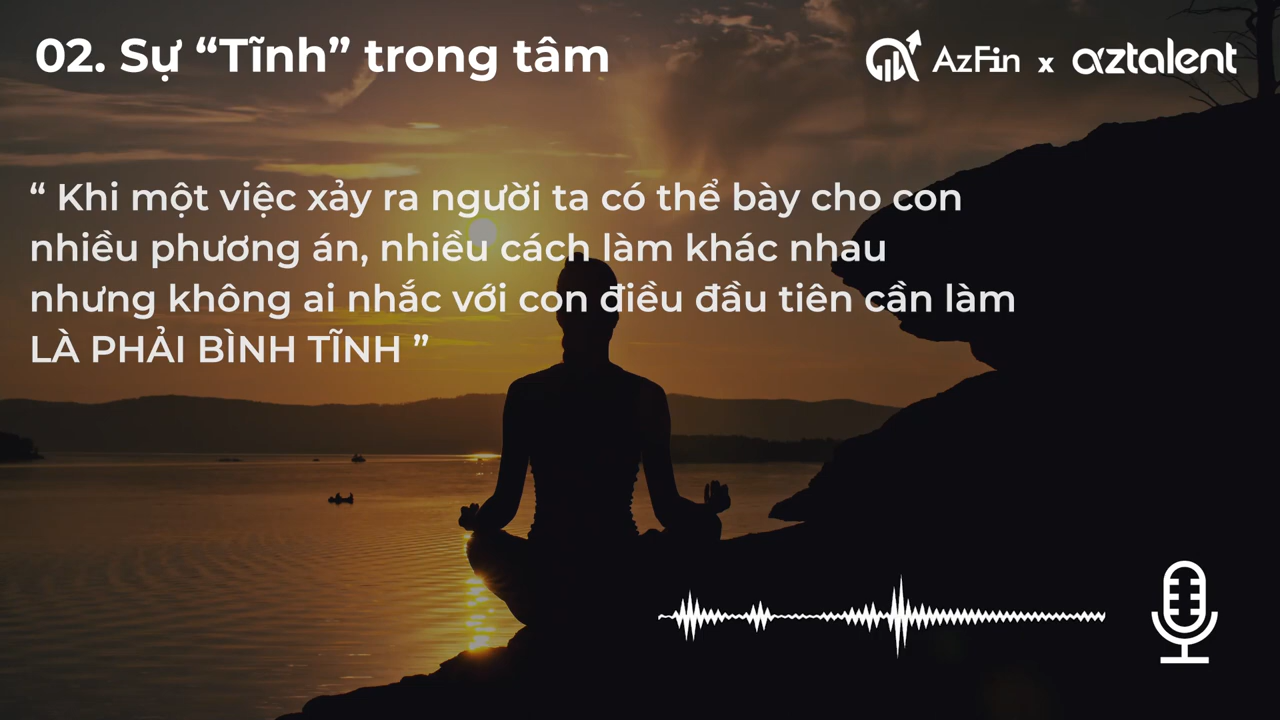 02. Sự “Tĩnh” trong tâm
AzFin x aztalent
“ Khi một việc xảy ra người ta có thể bày cho con
nhiều phương án, nhiều cách làm khác nhau
nhưng không ai nhắc với con điều đầu tiên cần làm
LÀ PHẢI BÌNH TĨNH ”